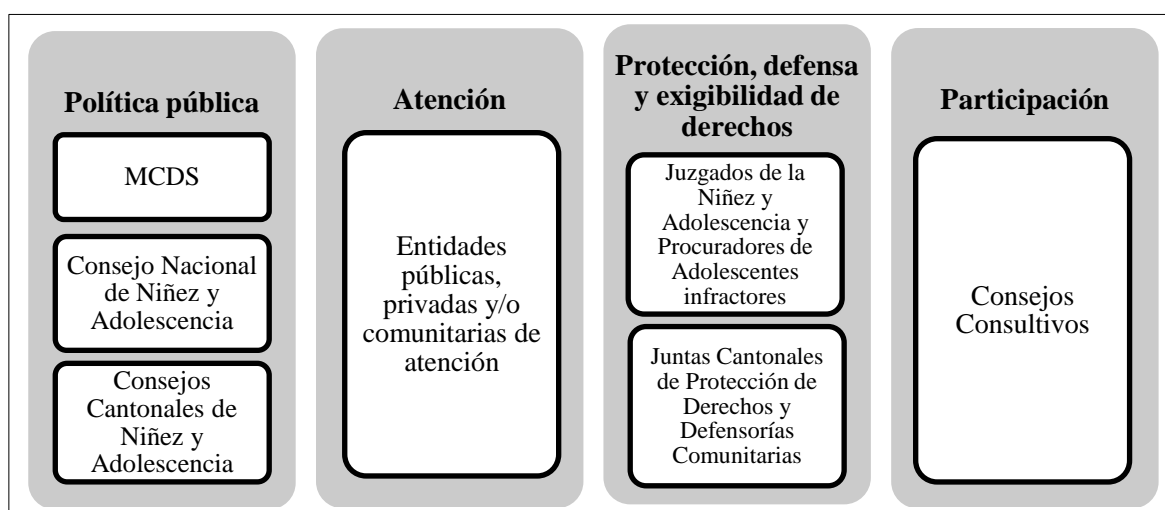 Política pública
MCDS
Consejo Nacional
de Niñez y
Adolescencia
Consejos
Cantonales de
Niñez y
Adolescencia
Atención
Entidades
públicas,
privadas y/o
comunitarias de
atención
Protección, defensa
y exigibilidad de
derechos
Juzgados de la
Niñez y
Adolescencia y
Procuradores de
Adolescentes
infractores
Juntas Cantonales
de Protección de
Derechos y
Defensorías
Comunitarias
Participación
Consejos
Consultivos